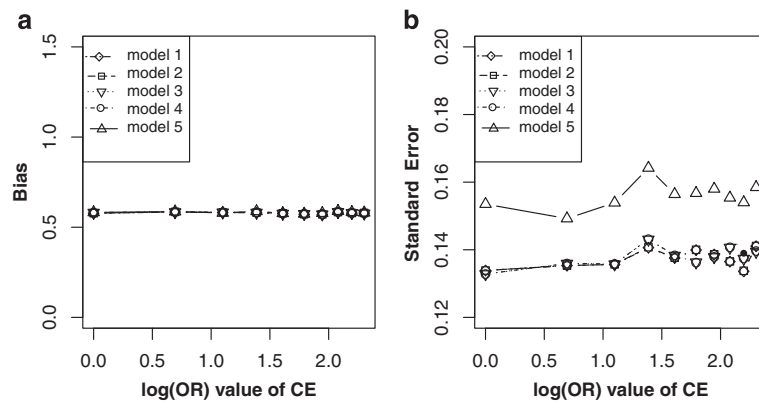 a
1.5
1.0
0.5
0.0
Bias
model 1
model 2
model 3
model 4
model 5
0.0 0.5 1.0 1.5 2.0
log(OR) value of CE
b
0.20
0.18
0.16
0.14
0.12
Standard Error
model 1
model 2
model 3
model 4
model 5
0.0 0.5 1.0 1.5 2.0
log(OR) value of CE